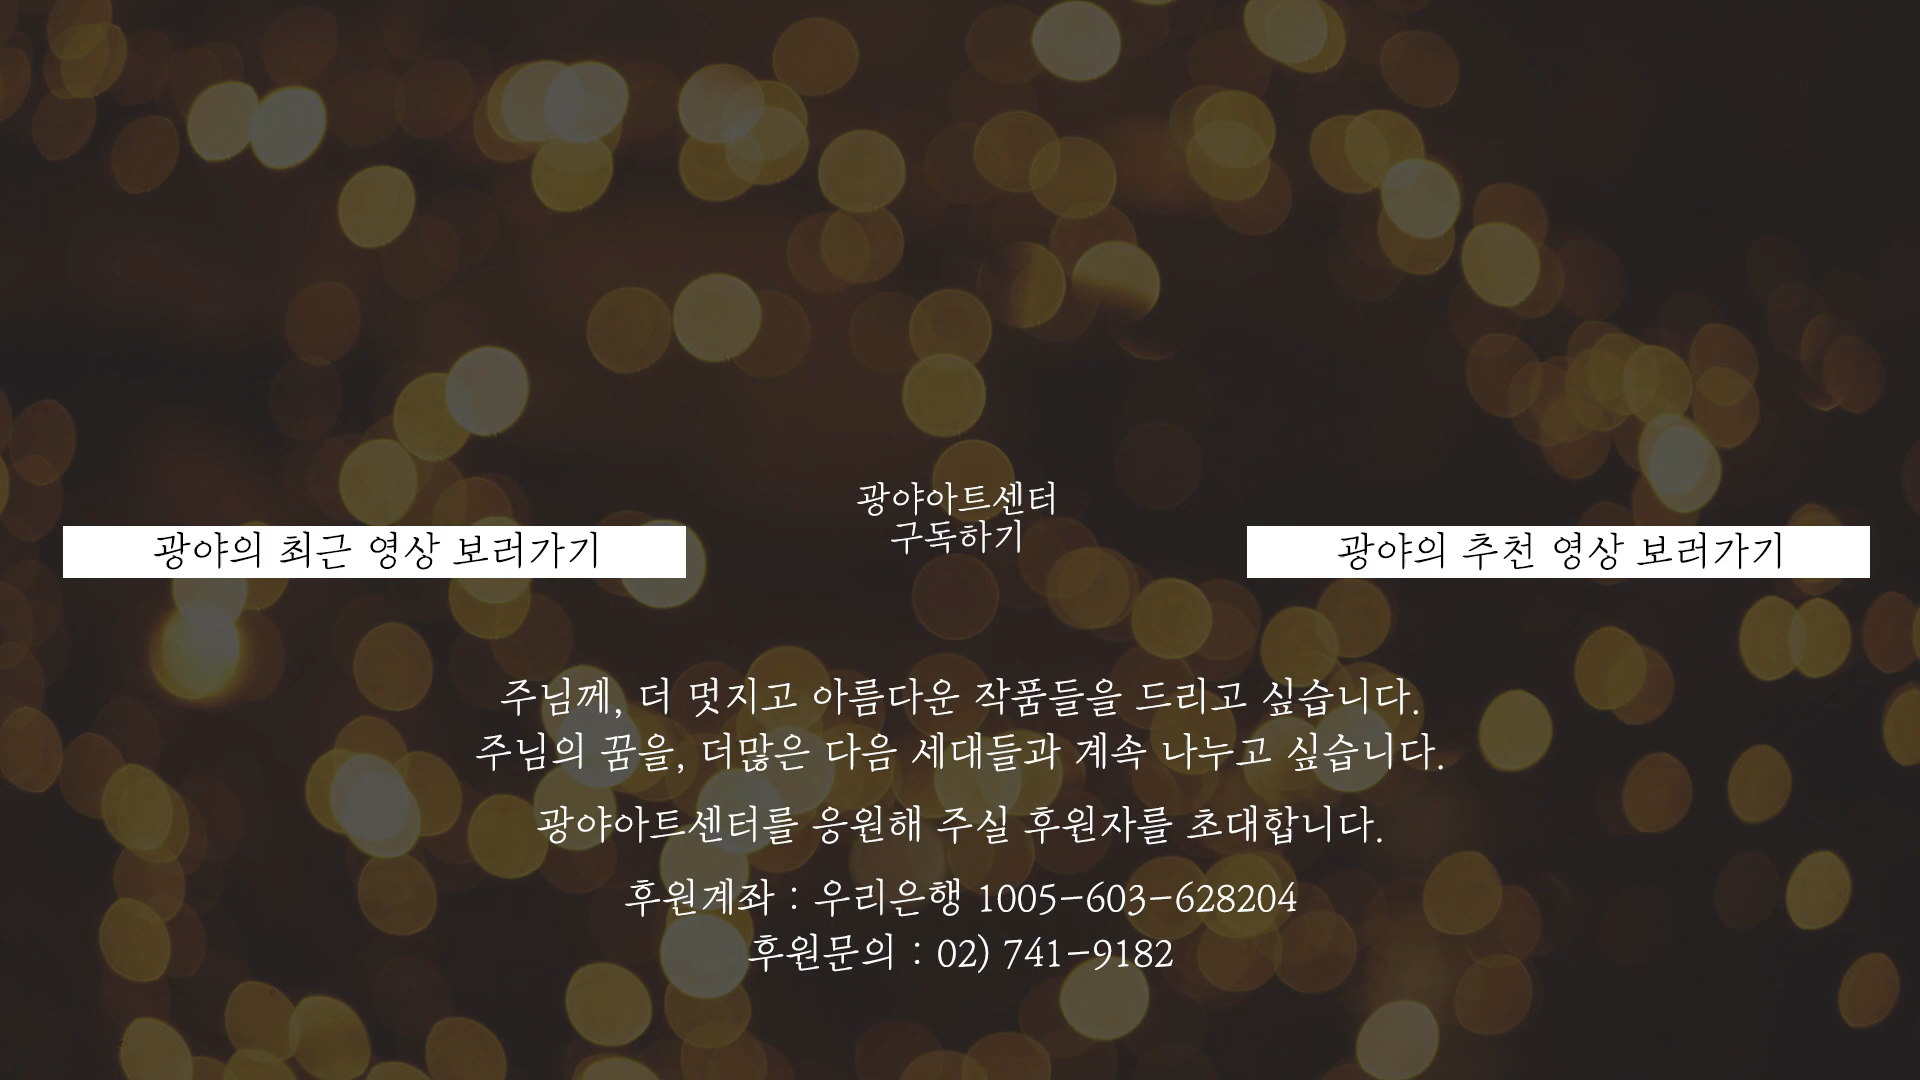 광야아트센터
구독하기
광야의 최근 영상 보러가기
광야의 추천 영상 보러가기
주님께, 더 멋지고 아름다운 작품들을 드리고 싶습니다.
주님의 꿈을, 더많은 다음 세대들과 계속 나누고 싶습니다.
광야아트센터를 응원해 주실 후원자를 초대합니다.
후원계좌 : 우리은행 1005-603-628204
후원문의 : 02) 741-9182